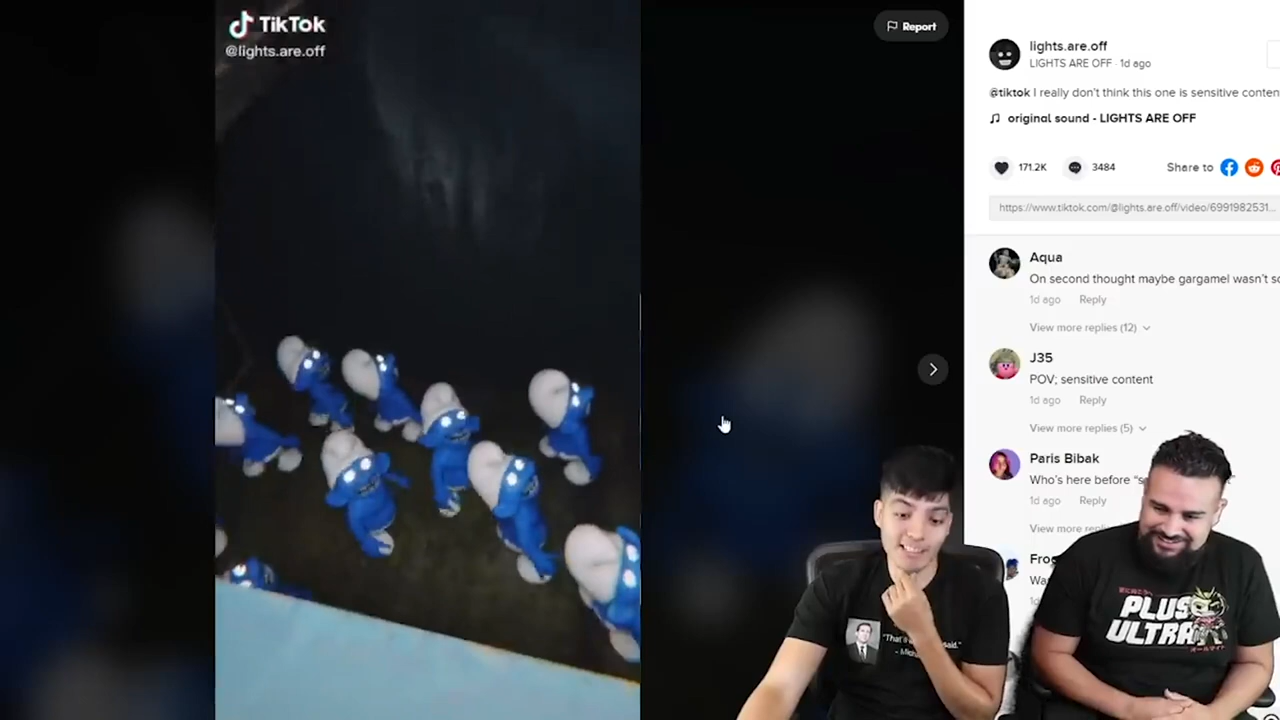 TikTok
@lights.are.off
Report
lights.are.off
LIGHTS ARE OFF · 1d ago
@tiktok I really don't think this one is sensitive
original sound - LIGHTS ARE OFF
171.2K
3484
Share to
https://www.tiktok.com/@lights.are.off/video/6991982531...
Aqua
On second thought maybe gargamel wasn't
1d ago Reply
View more replies (12)
J35
POV; sensitive content
1d ago Reply
View more replies (5)
Paris Bibak
Who's here before
1d ago Reply
View more
PLUS
ULTRA